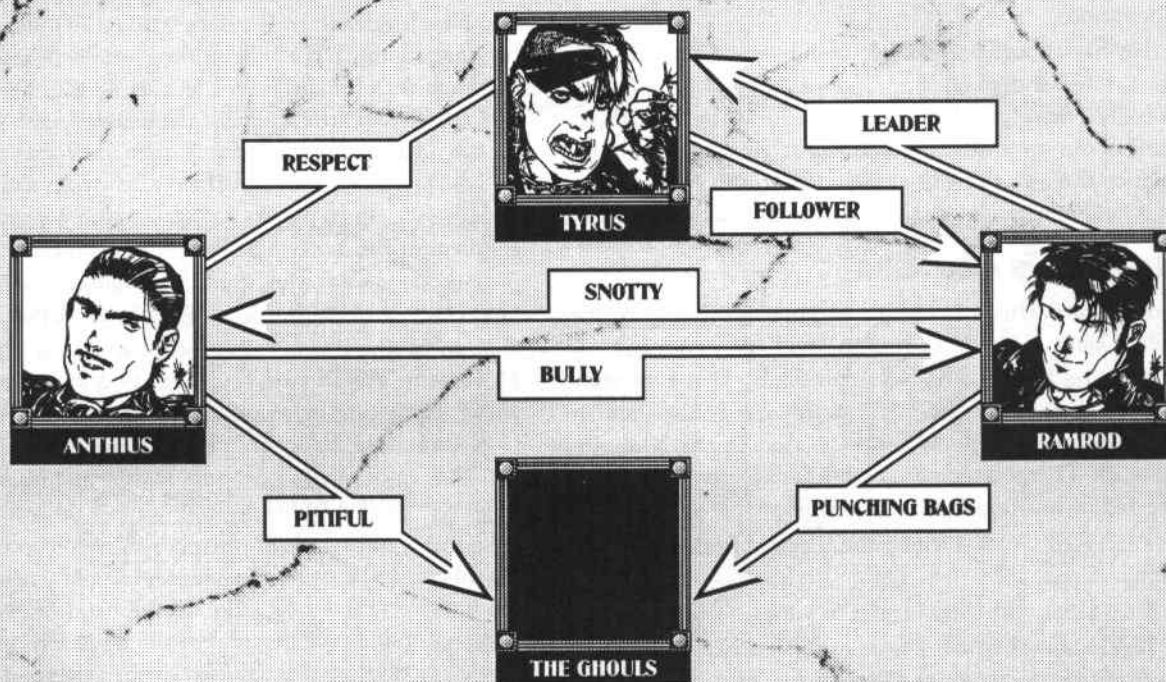 LEADER
RESPECT
FOLLOWER
TYRUS
SNOTTY
BULLY
ANTHIUS
RAMROD
PITIFUL
PUNCHING BAGS
THE GHOULS